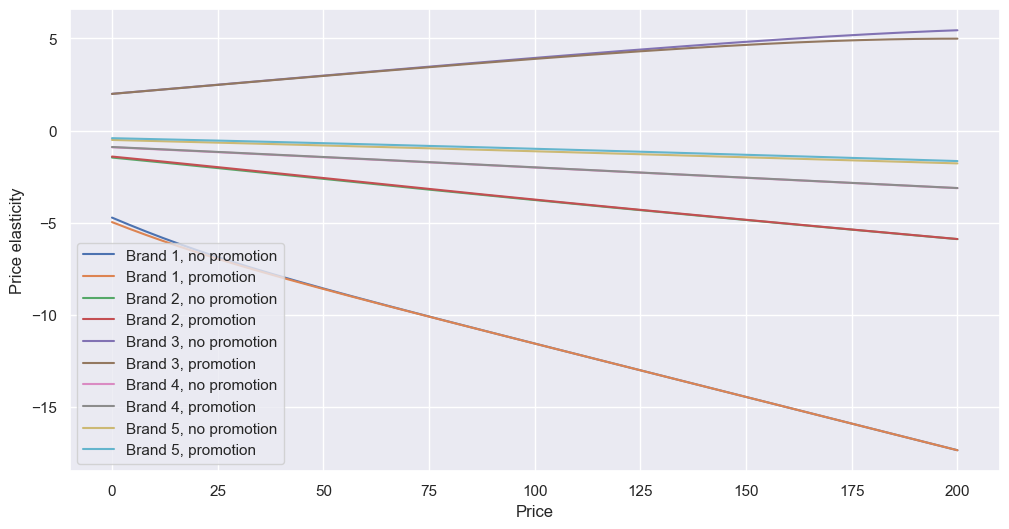 5
0
−5
−10
−15
Price elasticity
Brand 1, no promotion
Brand 1, promotion
Brand 2, no promotion
Brand 2, promotion
Brand 3, no promotion
Brand 3, promotion
Brand 4, no promotion
Brand 4, promotion
Brand 5, no promotion
Brand 5, promotion
0 25 50 75 100 125 150 175 200
Price